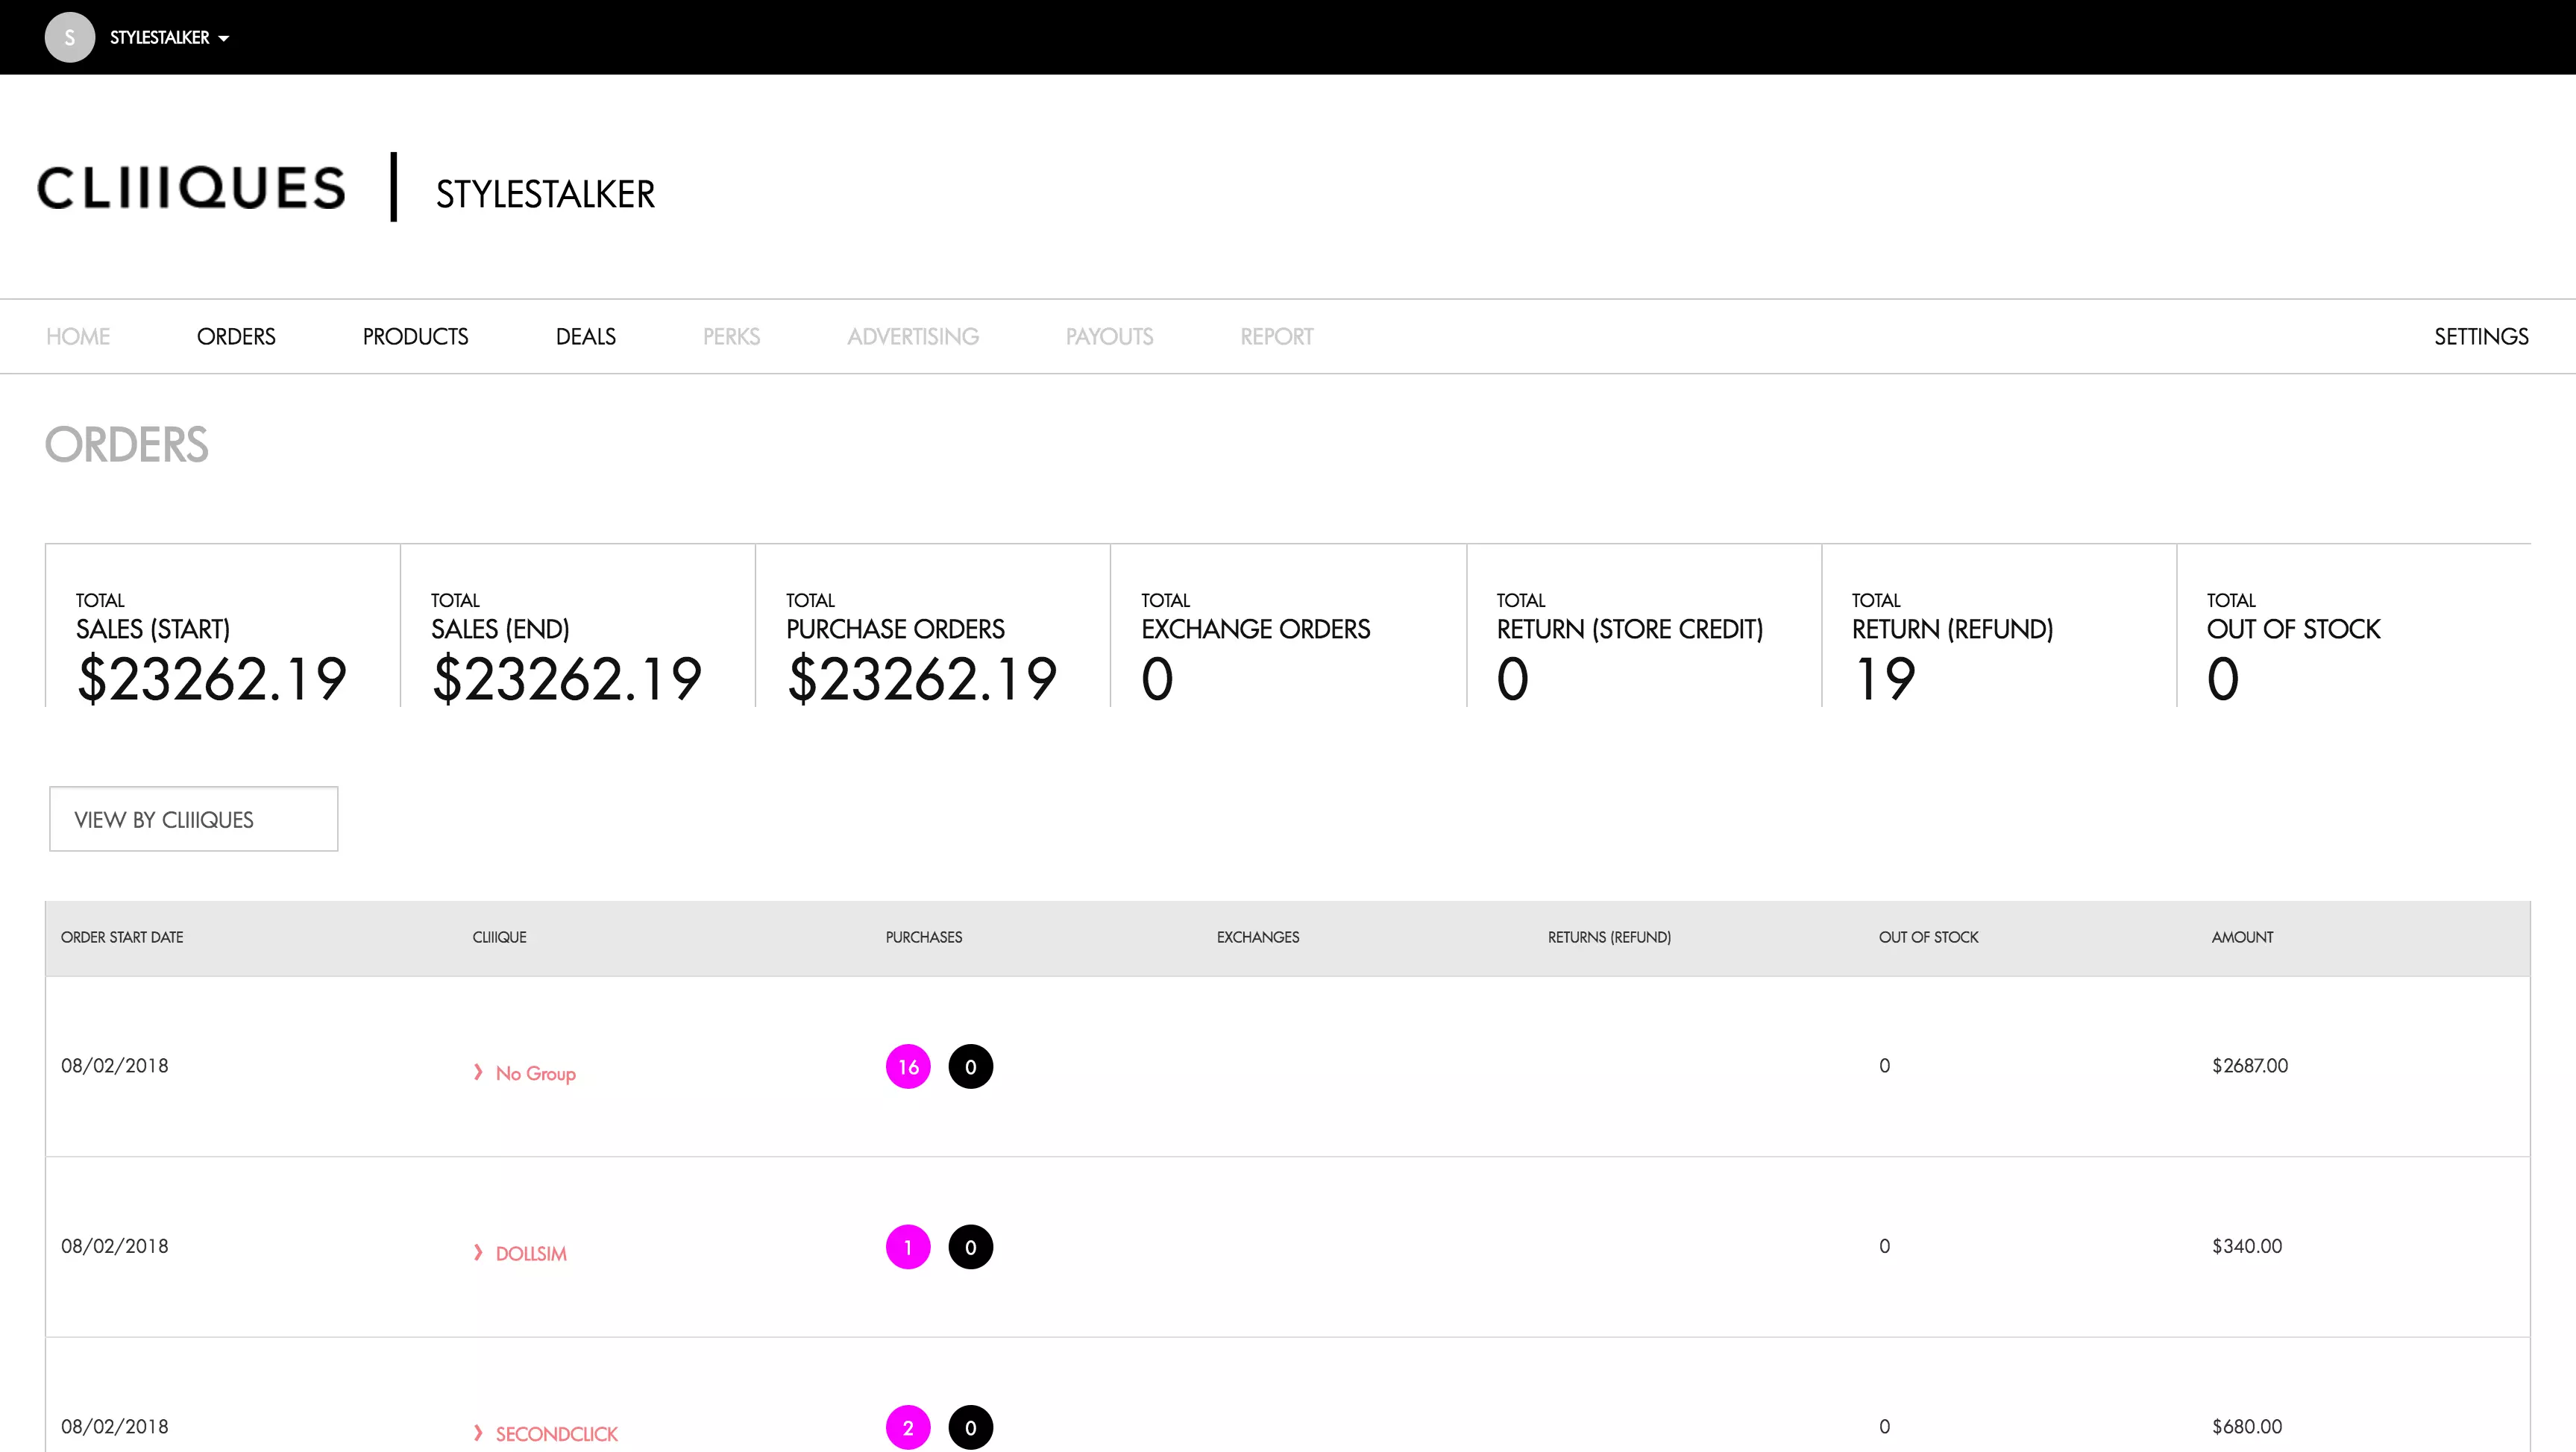 S STYLESTALKER
CLIIIQUES STYLESTALKER
HOME ORDERS PRODUCTS DEALS PERKS ADVERTISING PAYOUTS REPORT SETTINGS
ORDERS
TOTAL
SALES (START)
$23262.19
TOTAL
SALES (END)
$23262.19
TOTAL
PURCHASE ORDERS
$23262.19
TOTAL
EXCHANGE ORDERS
0
TOTAL
RETURN (STORE CREDIT)
0
TOTAL
RETURN (REFUND)
19
TOTAL
OUT OF STOCK
0
VIEW BY CLIIIQUES
ORDER START DATE CLIIIQUE PURCHASES EXCHANGES RETURNS (REFUND) OUT OF STOCK AMOUNT
08/02/2018 No Group 16 0 0 $2687.00
08/02/2018 DOLLSIM 1 0 0 $340.00
08/02/2018 SECONDCLICK 2 0 0 $680.00